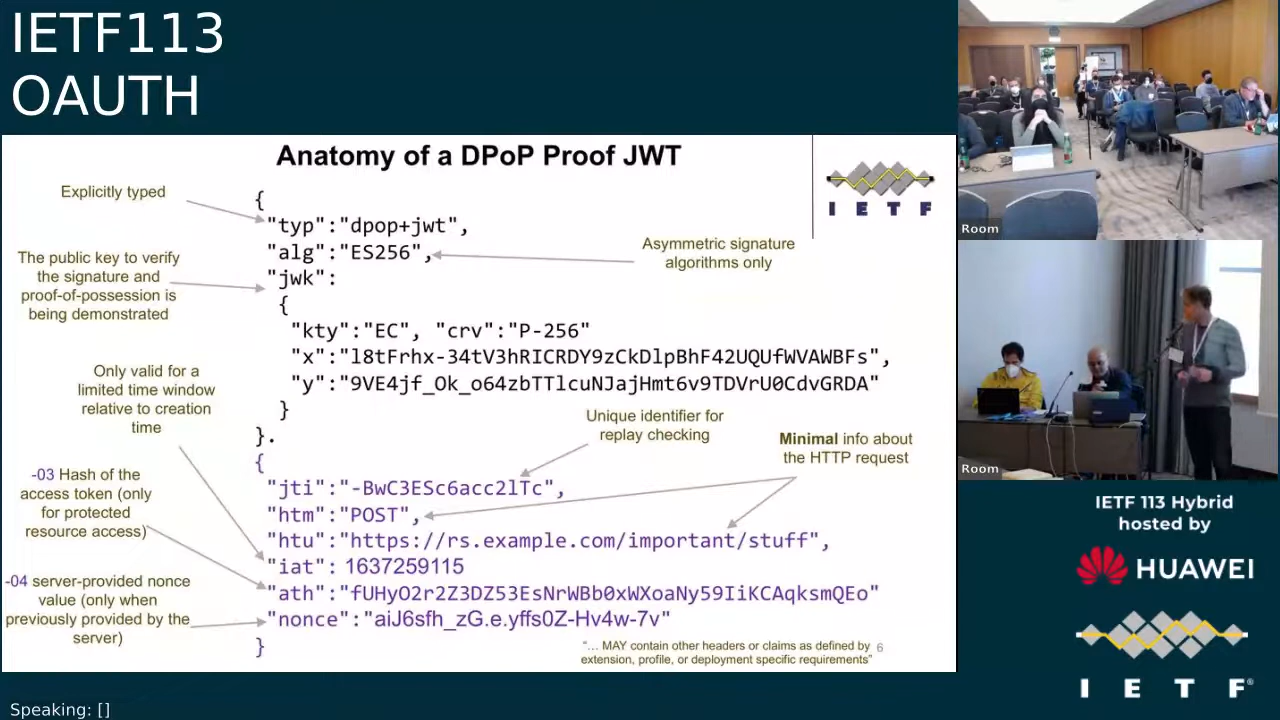 IETF113
OAUTH
Anatomy of a DPoP Proof JWT
I E T F
Explicitly typed
The public key to verify
the signature and
proof-of-possession is
being demonstrated
Only valid for a
limited time window
relative to creation
time
-03 Hash of the
access token (only
for protected
resource access)
-04 server-provided nonce
value (only when
previously provided by the
server)
{
"typ":"dpop+jwt",
"alg":"ES256",
"jwk":
{
"kty":"EC", "crv":"P-256"
"x":"l8tFrhx-34tV3hRICRDY9zCkDlpBhF42UQUfWVAWBFs",
"y":"9VE4jf_Ok_o64zbTTlcuNJajHmt6v9TDVrU0CdvGRDA"
}
}.
{
"jti":"-BwC3ESc6acc2lTc",
"htm":"POST",
"htu":"https://rs.example.com/important/stuff",
"iat": 1637259115
"ath":"fUHyO2r2Z3DZ53EsNrWBb0xWXoaNy59IiKCAqksmQEo"
"nonce":"aiJ6sfh_zG.e.yffs0Z-Hv4w-7v"
}
Asymmetric signature
algorithms only
Unique identifier for
replay checking
Minimal info about
the HTTP request
"... MAY contain other headers or claims as defined by
extension, profile, or deployment specific requirements"
6
Room
Room
IETF 113 Hybrid
hosted by
HUAWEI
I E T F®
Speaking: []